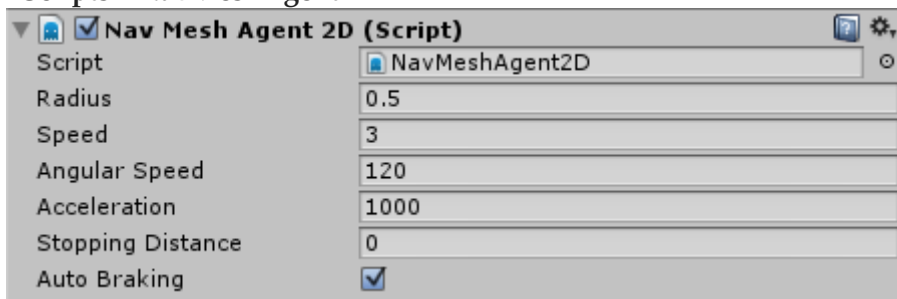 Nav Mesh Agent 2D (Script)
Script NavMeshAgent2D
Radius 0.5
Speed 3
Angular Speed 120
Acceleration 1000
Stopping Distance 0
Auto Braking